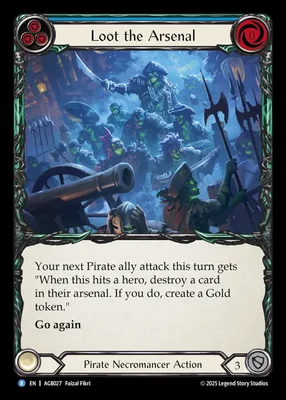 Loot the Arsenal
Your next Pirate ally attack this turn gets
"When this hits a hero, destroy a card
in their arsenal. If you do, create a Gold
token."
Go again
Pirate Necromancer Action
3
R EN | AGB027 Faizal Fikri
© 2025 Legend Story Studios